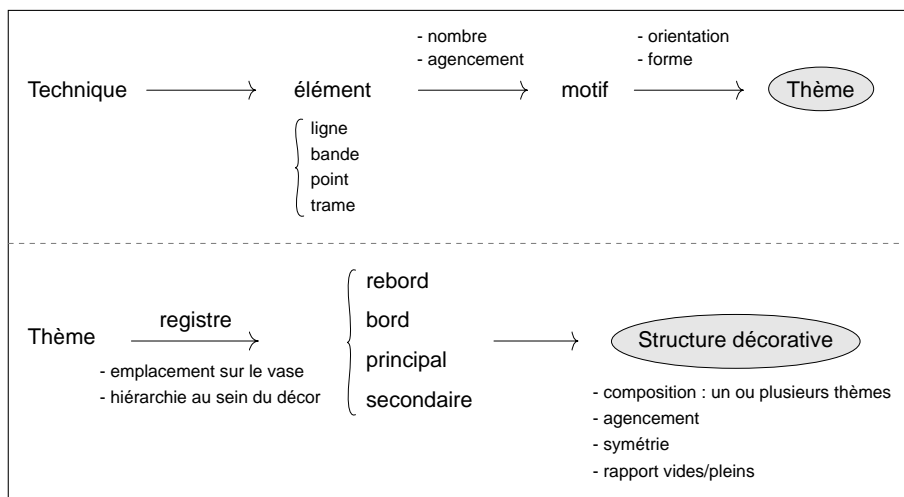 - nombre
- agencement
- orientation
- forme
Technique
élément
motif
Thème
ligne
bande
point
trame
Thème
registre
- emplacement sur le vase
- hiérarchie au sein du décor
rebord
bord
principal
secondaire
Structure décorative
- composition : un ou plusieurs thèmes
- agencement
- symétrie
- rapport vides/pleins